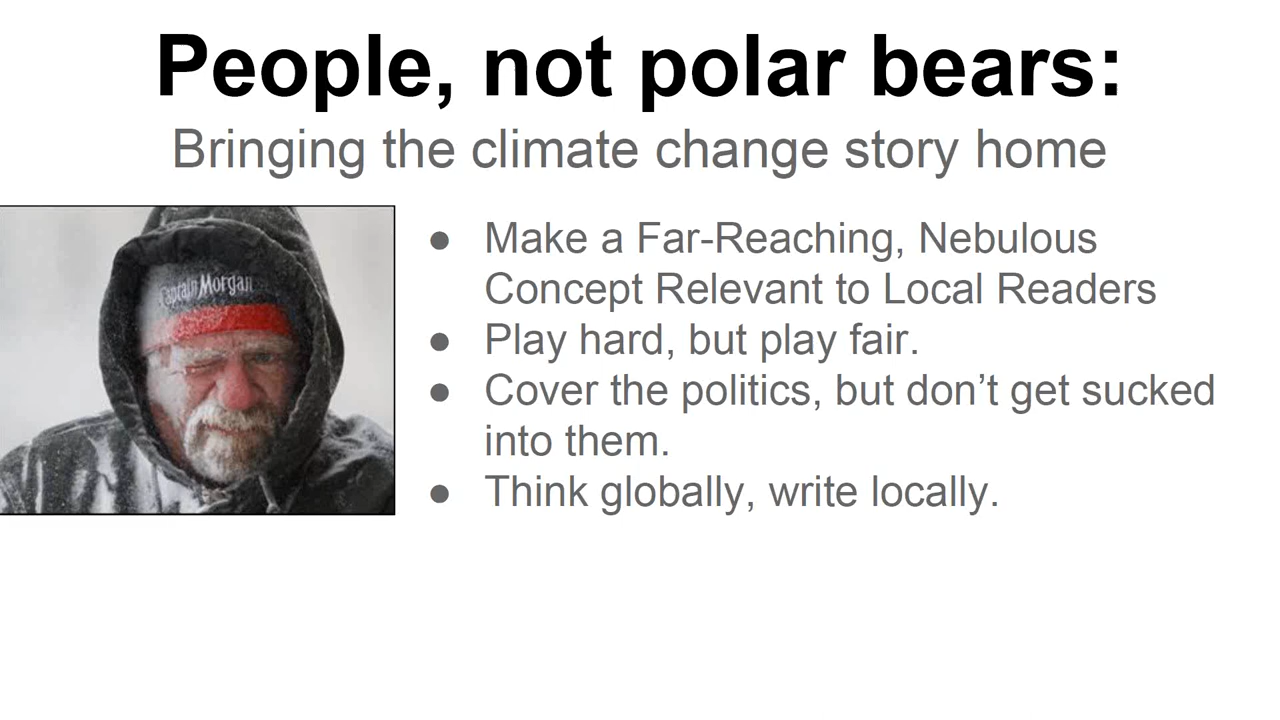 People, not polar bears:
Bringing the climate change story home
Captain Morgan
● Make a Far-Reaching, Nebulous
Concept Relevant to Local Readers
● Play hard, but play fair.
● Cover the politics, but don’t get sucked
into them.
● Think globally, write locally.